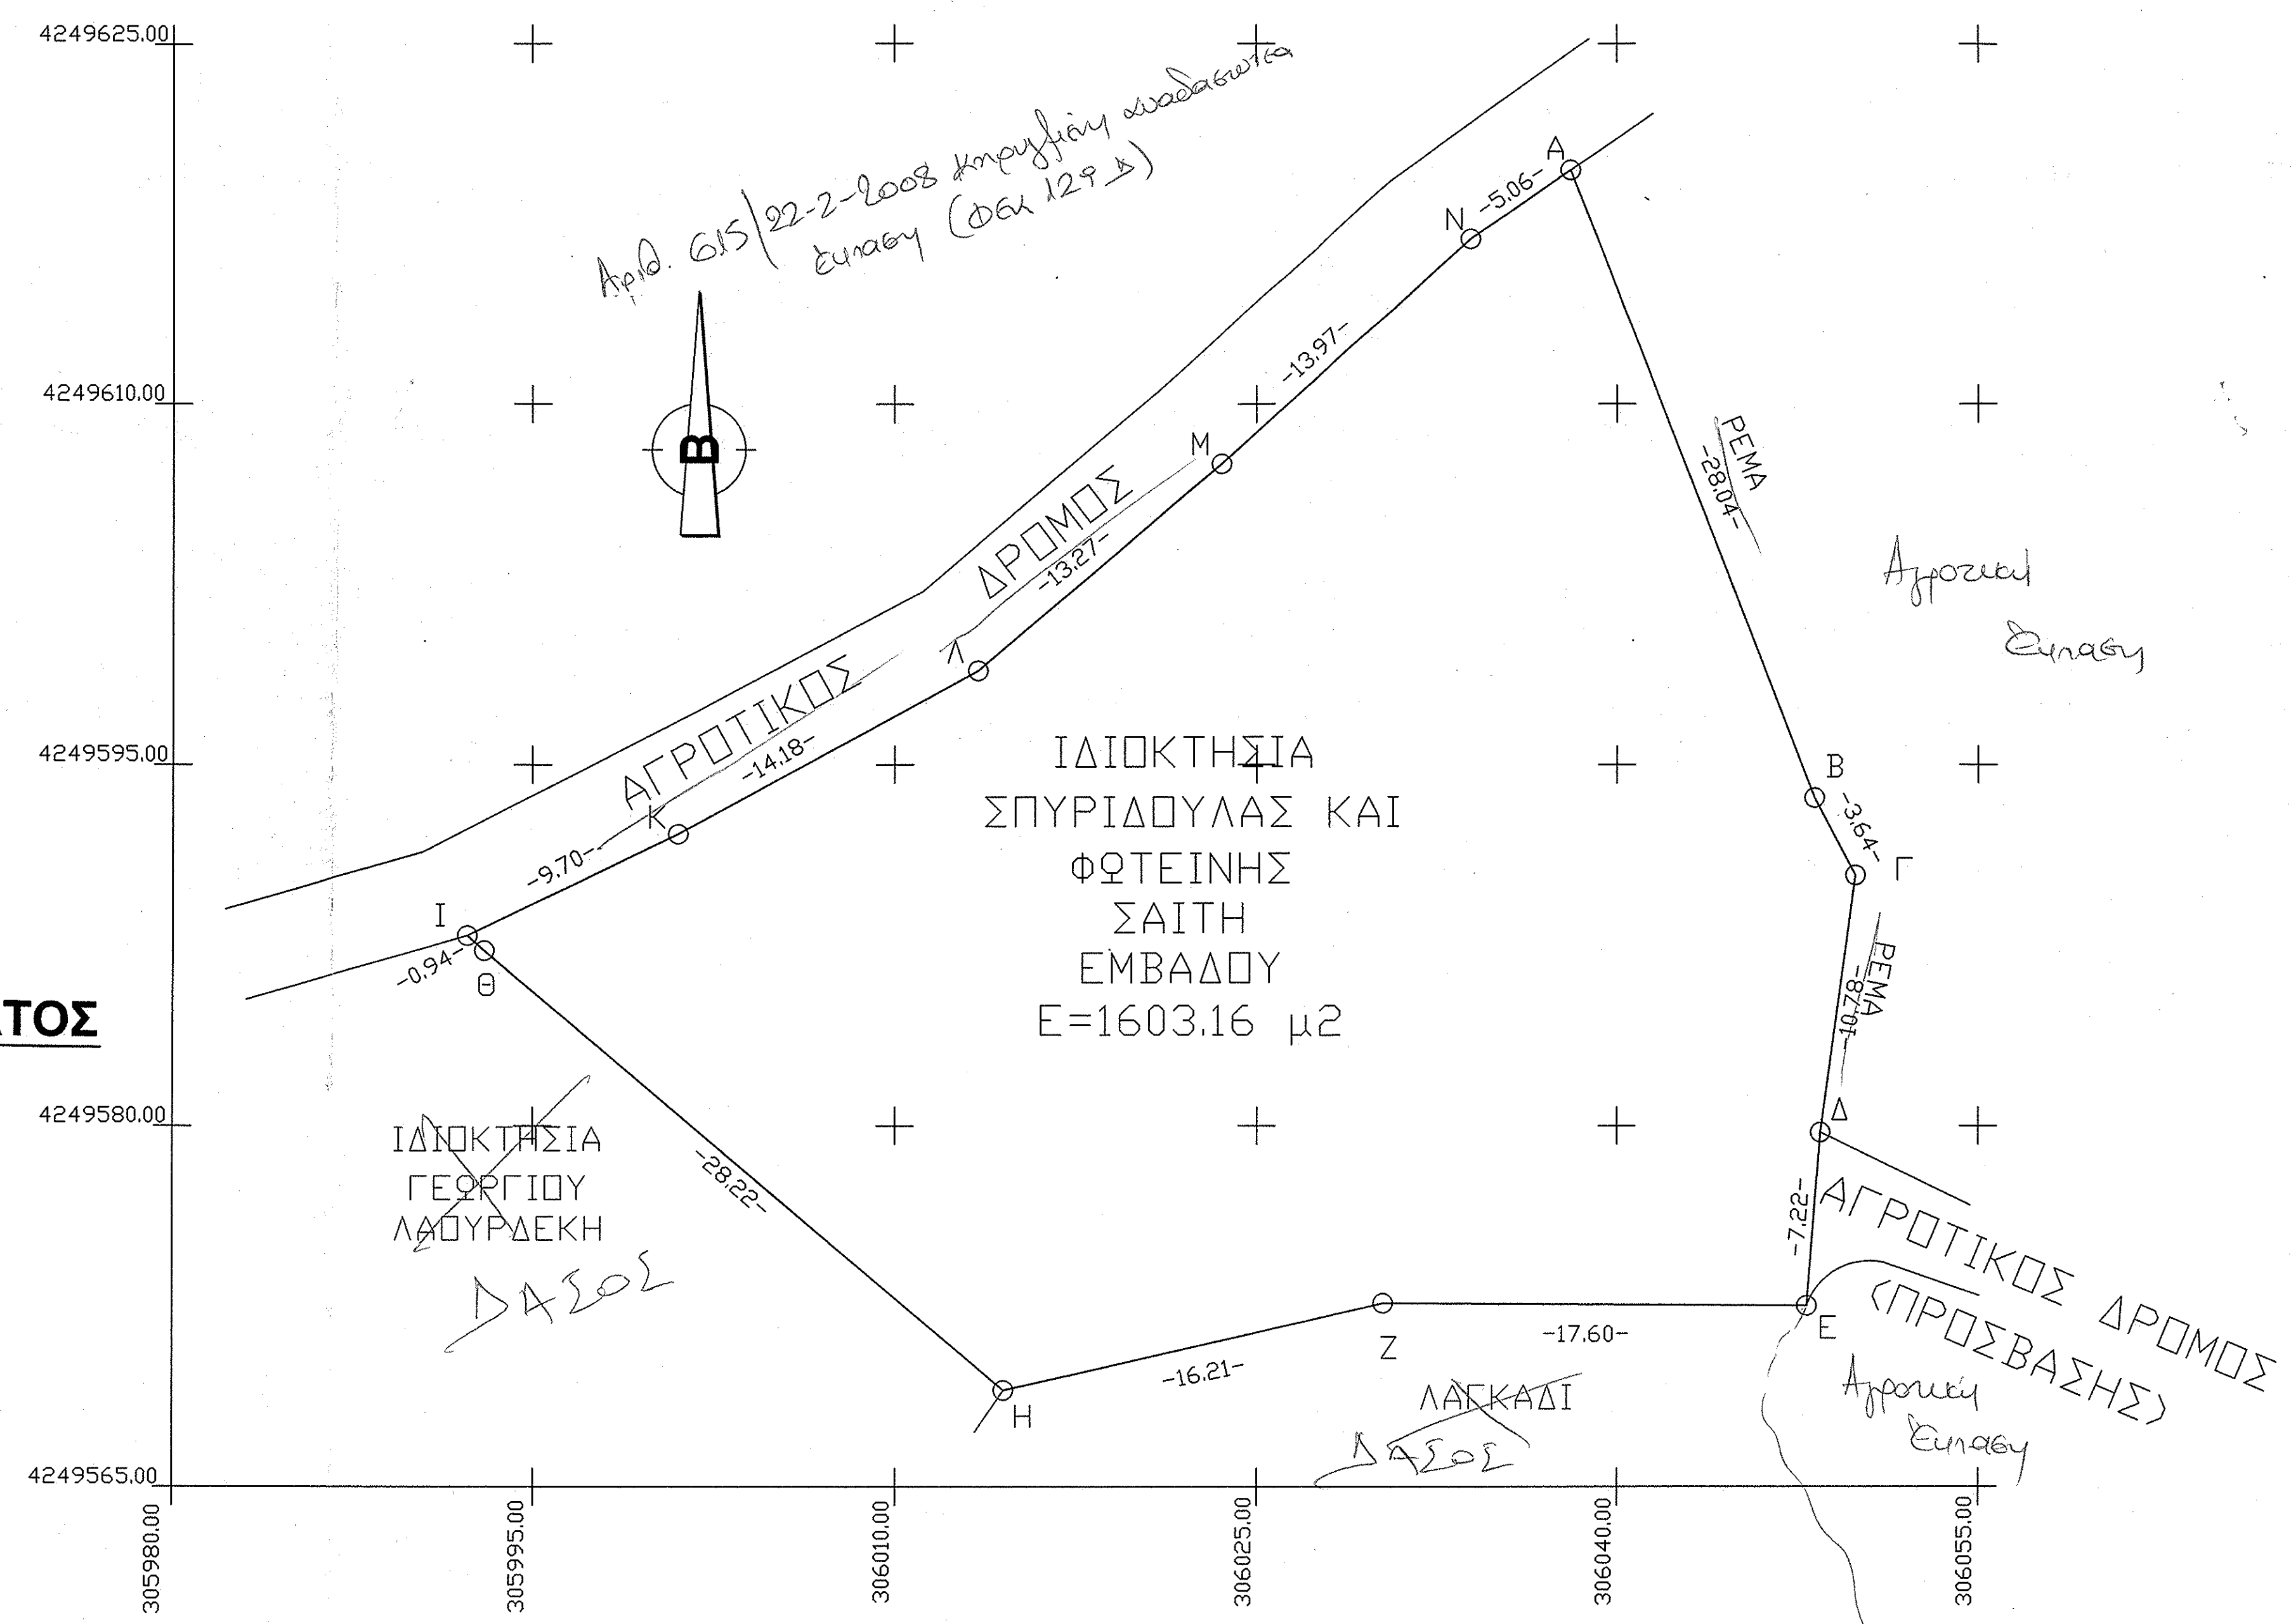 4249625.00
Αριθ. 615/22-2-2008 Κηρυγμένη αναδασωτέα
έκταση (ΦΕΚ 129 Δ)
A
-5.06-
N
-13.97-
4249610.00
B
M
ΡΕΜΑ
-28.04-
ΔΡΟΜΟΣ
-13.27-
Αγροτική
έκταση
Λ
ΑΓΡΟΤΙΚΟΣ
-14.18-
4249595.00
ΙΔΙΟΚΤΗΣΙΑ
ΣΠΥΡΙΔΟΥΛΑΣ ΚΑΙ
ΦΩΤΕΙΝΗΣ
ΣΑΙΤΗ
ΕΜΒΑΔΟΥ
Ε=1603.16 μ2
B
-3.64-
Γ
K
-9.70-
I
-0.94-
Θ
ΡΕΜΑ
-10.78-
ΑΤΟΣ
4249580.00
Δ
ΙΔΙΟΚΤΗΣΙΑ
ΓΕΩΡΓΙΟΥ
ΛΑΟΥΡΔΕΚΗ
ΔΑΣΟΣ
-28.22-
-7.22-
ΑΓΡΟΤΙΚΟΣ ΔΡΟΜΟΣ
(ΠΡΟΣΒΑΣΗΣ)
E
Z
-17.60-
-16.21-
H
ΛΑΓΚΑΔΙ
ΔΑΣΟΣ
Αγροτική
έκταση
4249565.00
305980.00
305995.00
306010.00
306025.00
306040.00
306055.00